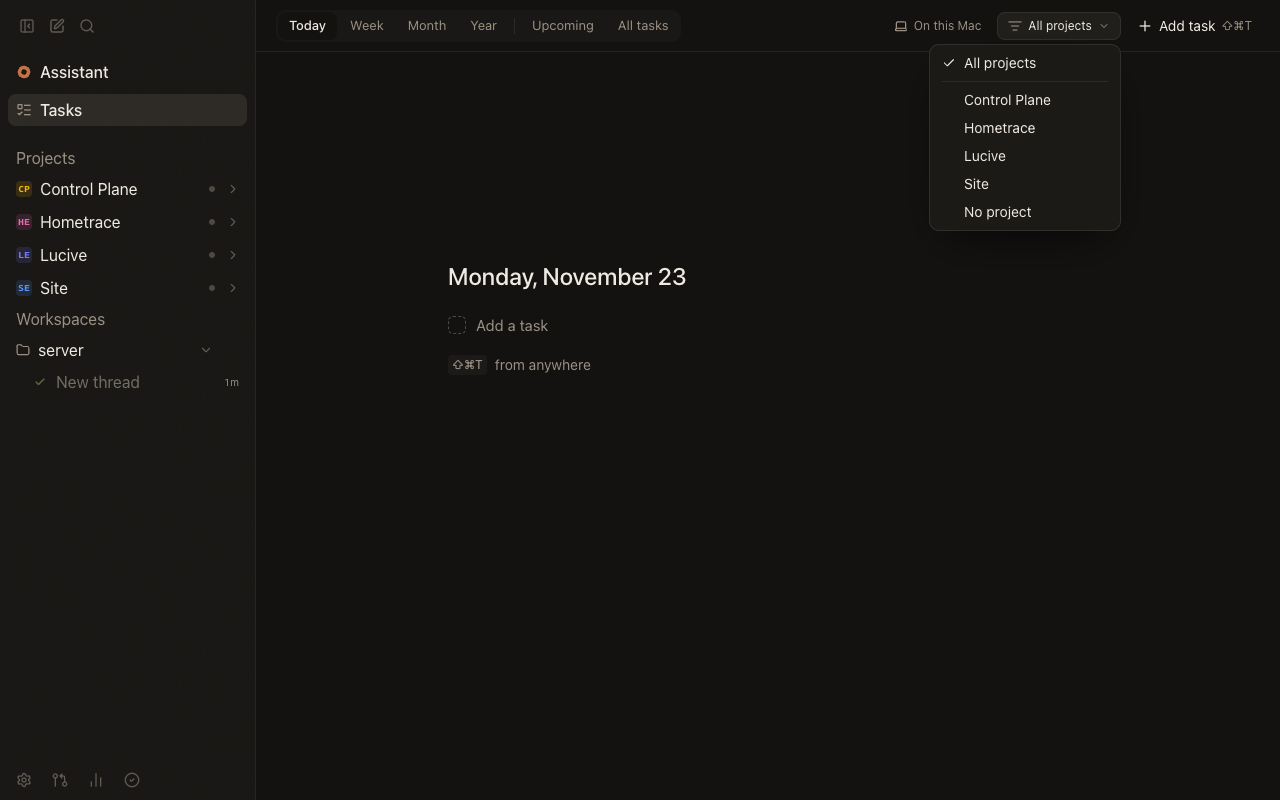 Assistant
Tasks
Projects
CP Control Plane
HE Hometrace
LE Lucive
SE Site
Workspaces
server
New thread 1m
Today Week Month Year Upcoming All tasks
On this Mac All projects Add task ⇧⌘T
All projects
Control Plane
Hometrace
Lucive
Site
No project
Monday, November 23
Add a task
⇧⌘T from anywhere